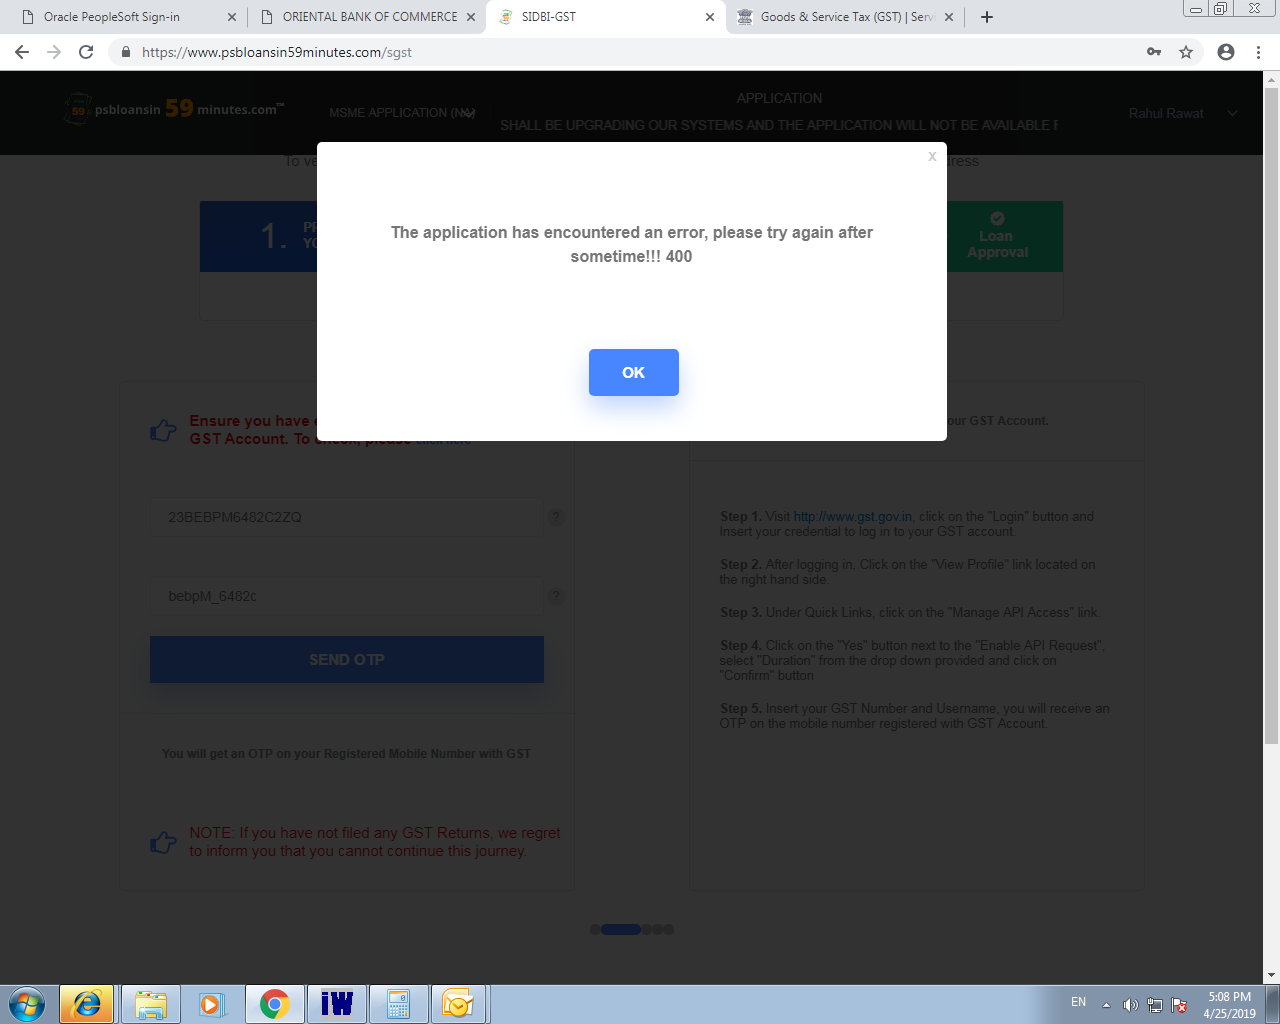 Oracle PeopleSoft Sign-in
ORIENTAL BANK OF COMMERCE
SIDBI-GST
Goods & Service Tax (GST) | Serv
https://www.psbloansin59minutes.com/sgst
59 psbloansin 59 minutes.com™
MSME APPLICATION
APPLICATION
SHALL BE UPGRADING OUR SYSTEMS AND THE APPLICATION WILL NOT BE AVAILABLE F
Rahul Rawat
To ve
ress
x
The application has encountered an error, please try again after
sometime!!! 400
OK
1.
Loan
Approval
Ensure you have
GST Account. To check, please click here
our GST Account.
23BEBPM6482C2ZQ
?
bebpM_6482c
?
SEND OTP
You will get an OTP on your Registered Mobile Number with GST
NOTE: If you have not filed any GST Returns, we regret
to inform you that you cannot continue this journey.
Step 1. Visit http://www.gst.gov.in, click on the "Login" button and
Insert your credential to log in to your GST account.
Step 2. After logging in, Click on the "View Profile" link located on
the right hand side.
Step 3. Under Quick Links, click on the "Manage API Access" link.
Step 4. Click on the "Yes" button next to the "Enable API Request",
select "Duration" from the drop down provided and click on
"Confirm" button
Step 5. Insert your GST Number and Username, you will receive an
OTP on the mobile number registered with GST Account.
iW
EN
5:08 PM
4/25/2019